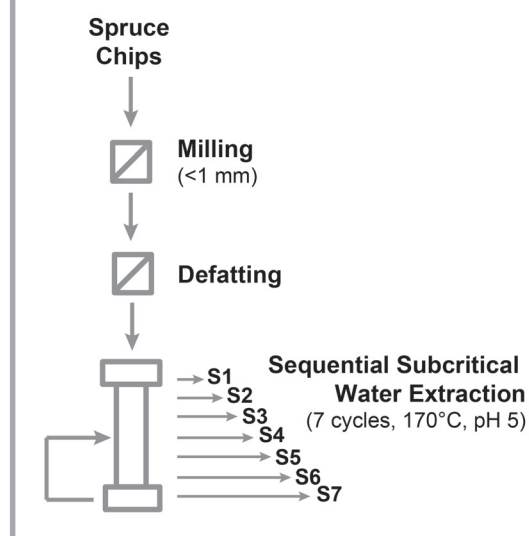 Spruce
Chips
Milling
(<1 mm)
Defatting
Sequential Subcritical
Water Extraction
(7 cycles, 170°C, pH 5)
S1
S2
S3
S4
S5
S6
S7